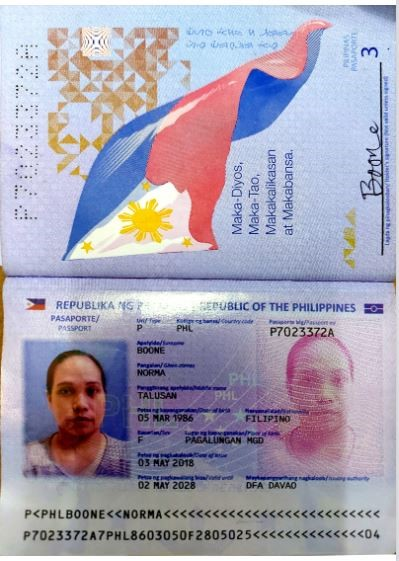 P7023372A
PILIPINAS
PASAPORTE
3
Maka-Diyos,
Maka-Tao,
Makakalikasan
at Makabansa.
Boone
REPUBLIKA NG REPUBLIC OF THE PHILIPPINES
PASAPORTE/
PASSPORT
Uri/ Type Kodigo ng bansa/ Country code Pasaporte blg/Passport no
P PHL P7023372A
Apelyido/ Surname
BOONE
Pangalan/ Given names
NORMA
Panggitnang apelyido/Middle name
TALUSAN
PHL
Petsa ng kapanganakan/Date of birth Nasyonalidad/Nationality
05 MAR 1986 FILIPINO
Kasarian/Sex Lugar ng kapanganakan/Place of birth
F PAGALUNGAN MGD
Petsa ng pagkakaloob/Date of issue
03 MAY 2018
Petsa ng pagkawalang bisa/ Valid until Maykapangyarihang nagkaloob/ Issuing authority
02 MAY 2028 DFA DAVAO
P<PHLBOONE<<NORMA<<<<<<<<<<<<<<<<<<<<<<<<<<<
P7023372A7PHL8603050F2805025<<<<<<<<<<<<<<04